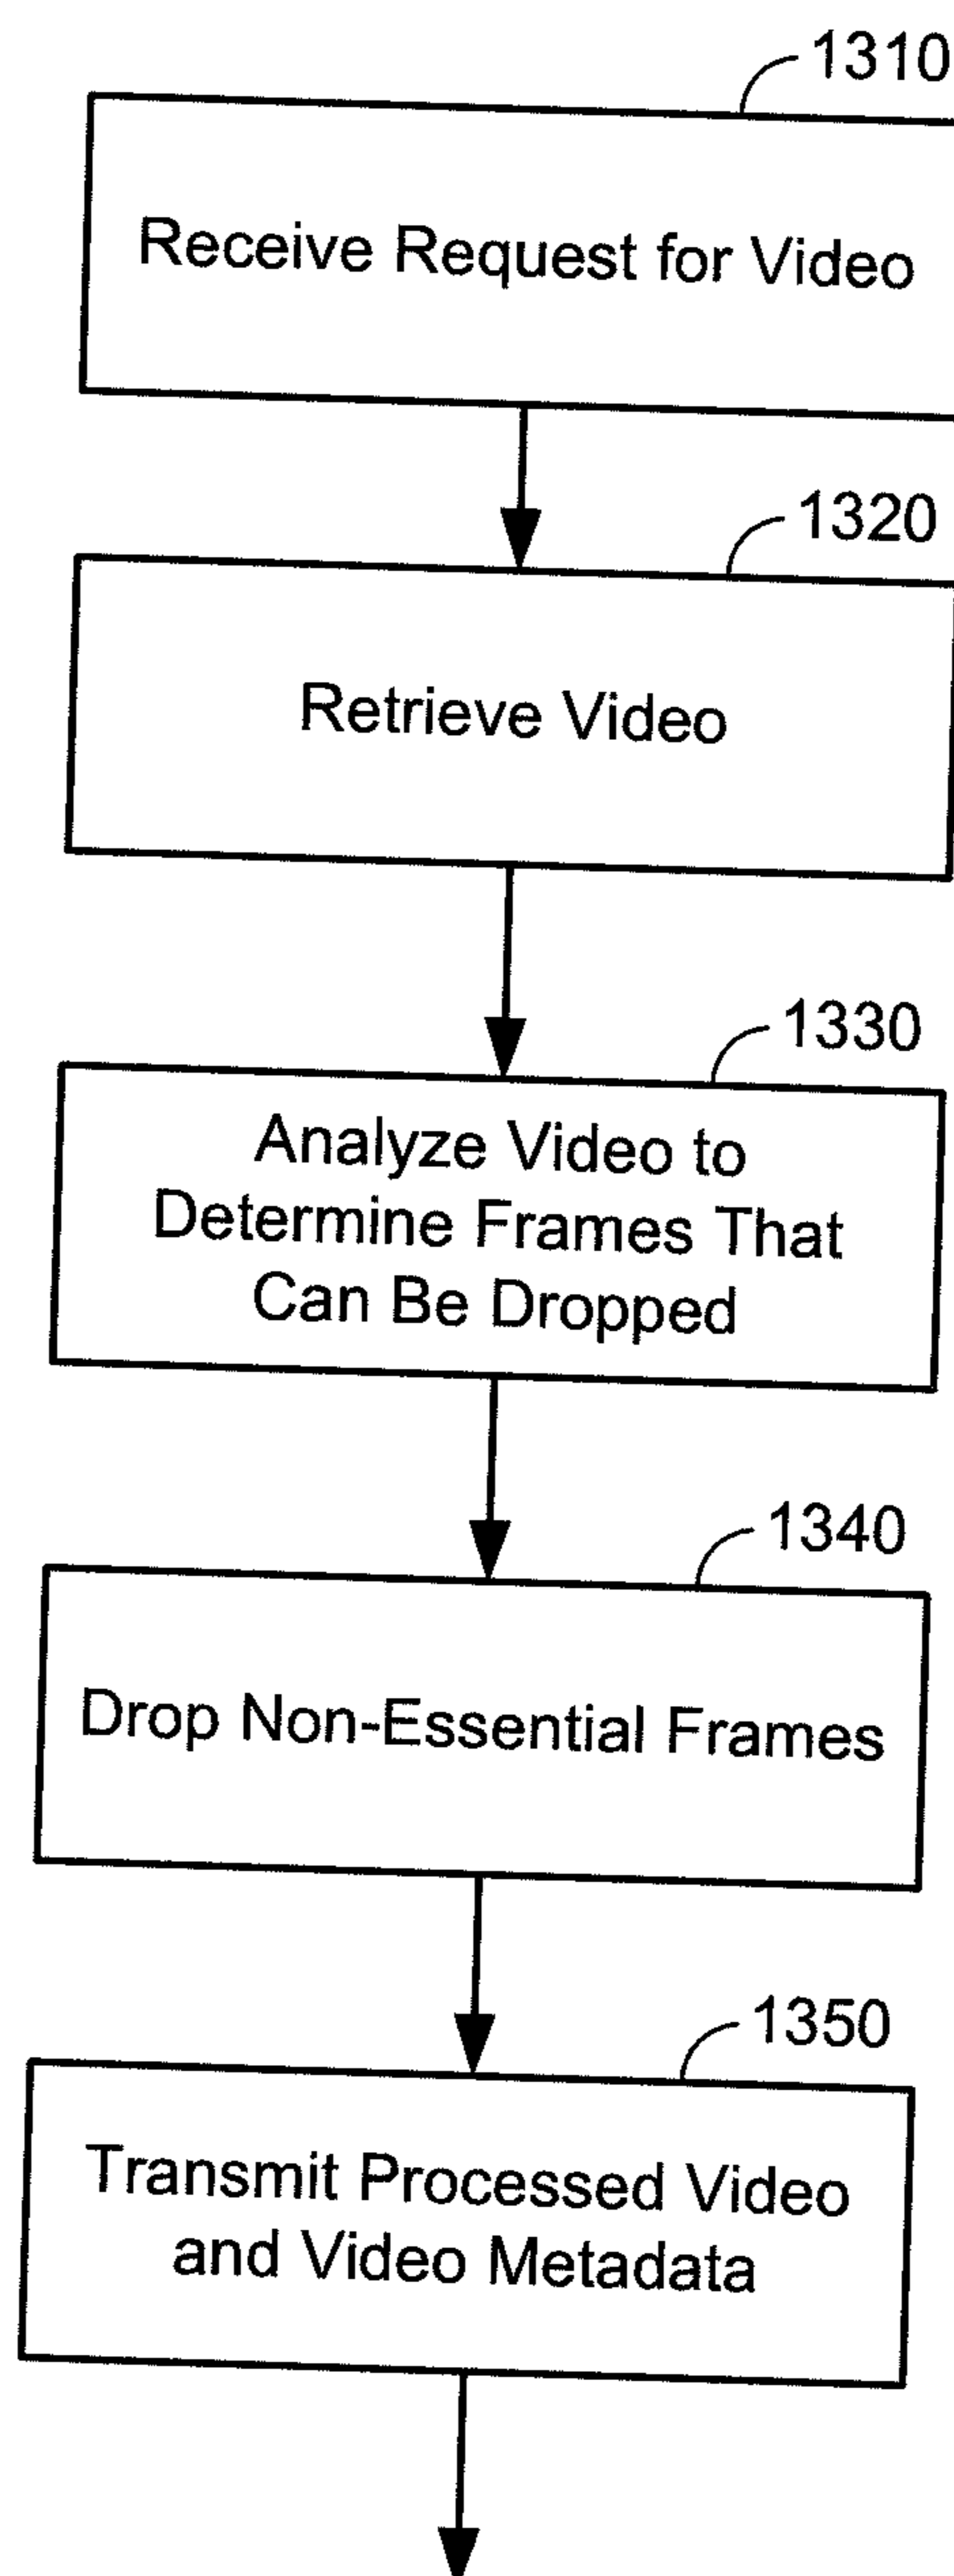 1310
Receive Request for Video
1320
Retrieve Video
1330
Analyze Video to
Determine Frames That
Can Be Dropped
1340
Drop Non-Essential Frames
1350
Transmit Processed Video
and Video Metadata